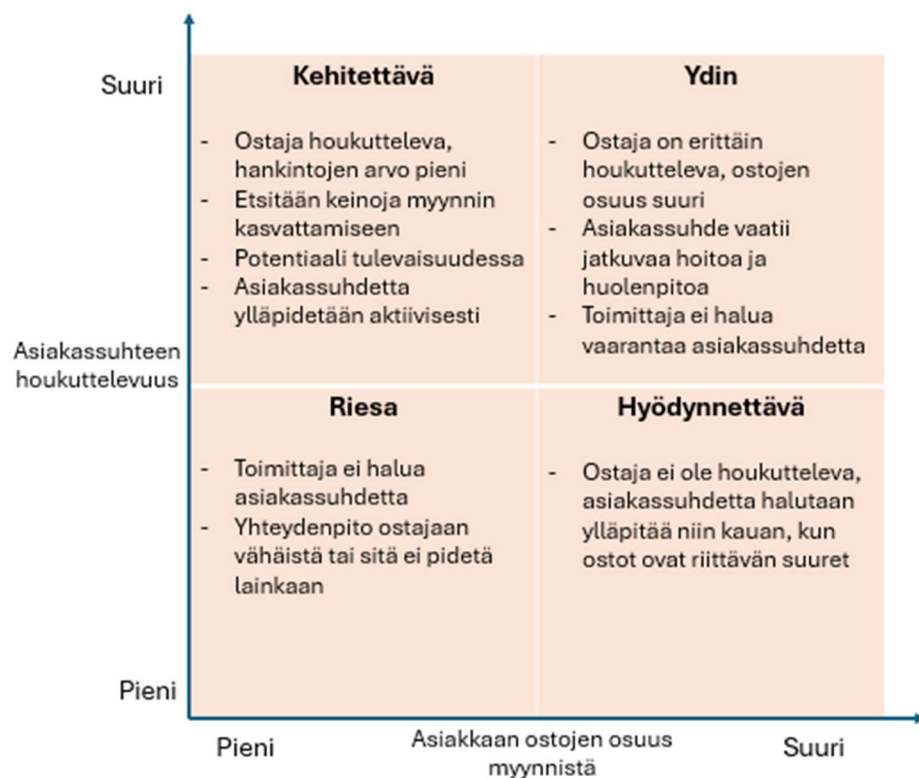 Suuri
Kehitettävä
- Ostaja houkutteleva,
hankintojen arvo pieni
- Etsitään keinoja myynnin
kasvattamiseen
- Potentiaali tulevaisuudessa
- Asiakassuhdetta
ylläpidetään aktiivisesti
Ydin
- Ostaja on erittäin
houkutteleva, ostojen
osuus suuri
- Asiakassuhde vaatii
jatkuvaa hoitoa ja
huolenpitoa
- Toimittaja ei halua
vaarantaa asiakassuhdetta
Asiakassuhteen
houkuttelevuus
Riesa
- Toimittaja ei halua
asiakassuhdetta
- Yhteydenpito ostajaan
vähäistä tai sitä ei pidetä
lainkaan
Hyödynnettävä
- Ostaja ei ole houkutteleva,
asiakassuhdetta halutaan
ylläpitää niin kauan, kun
ostot ovat riittävän suuret
Pieni
Pieni
Asiakkaan ostojen osuus
myynnistä
Suuri